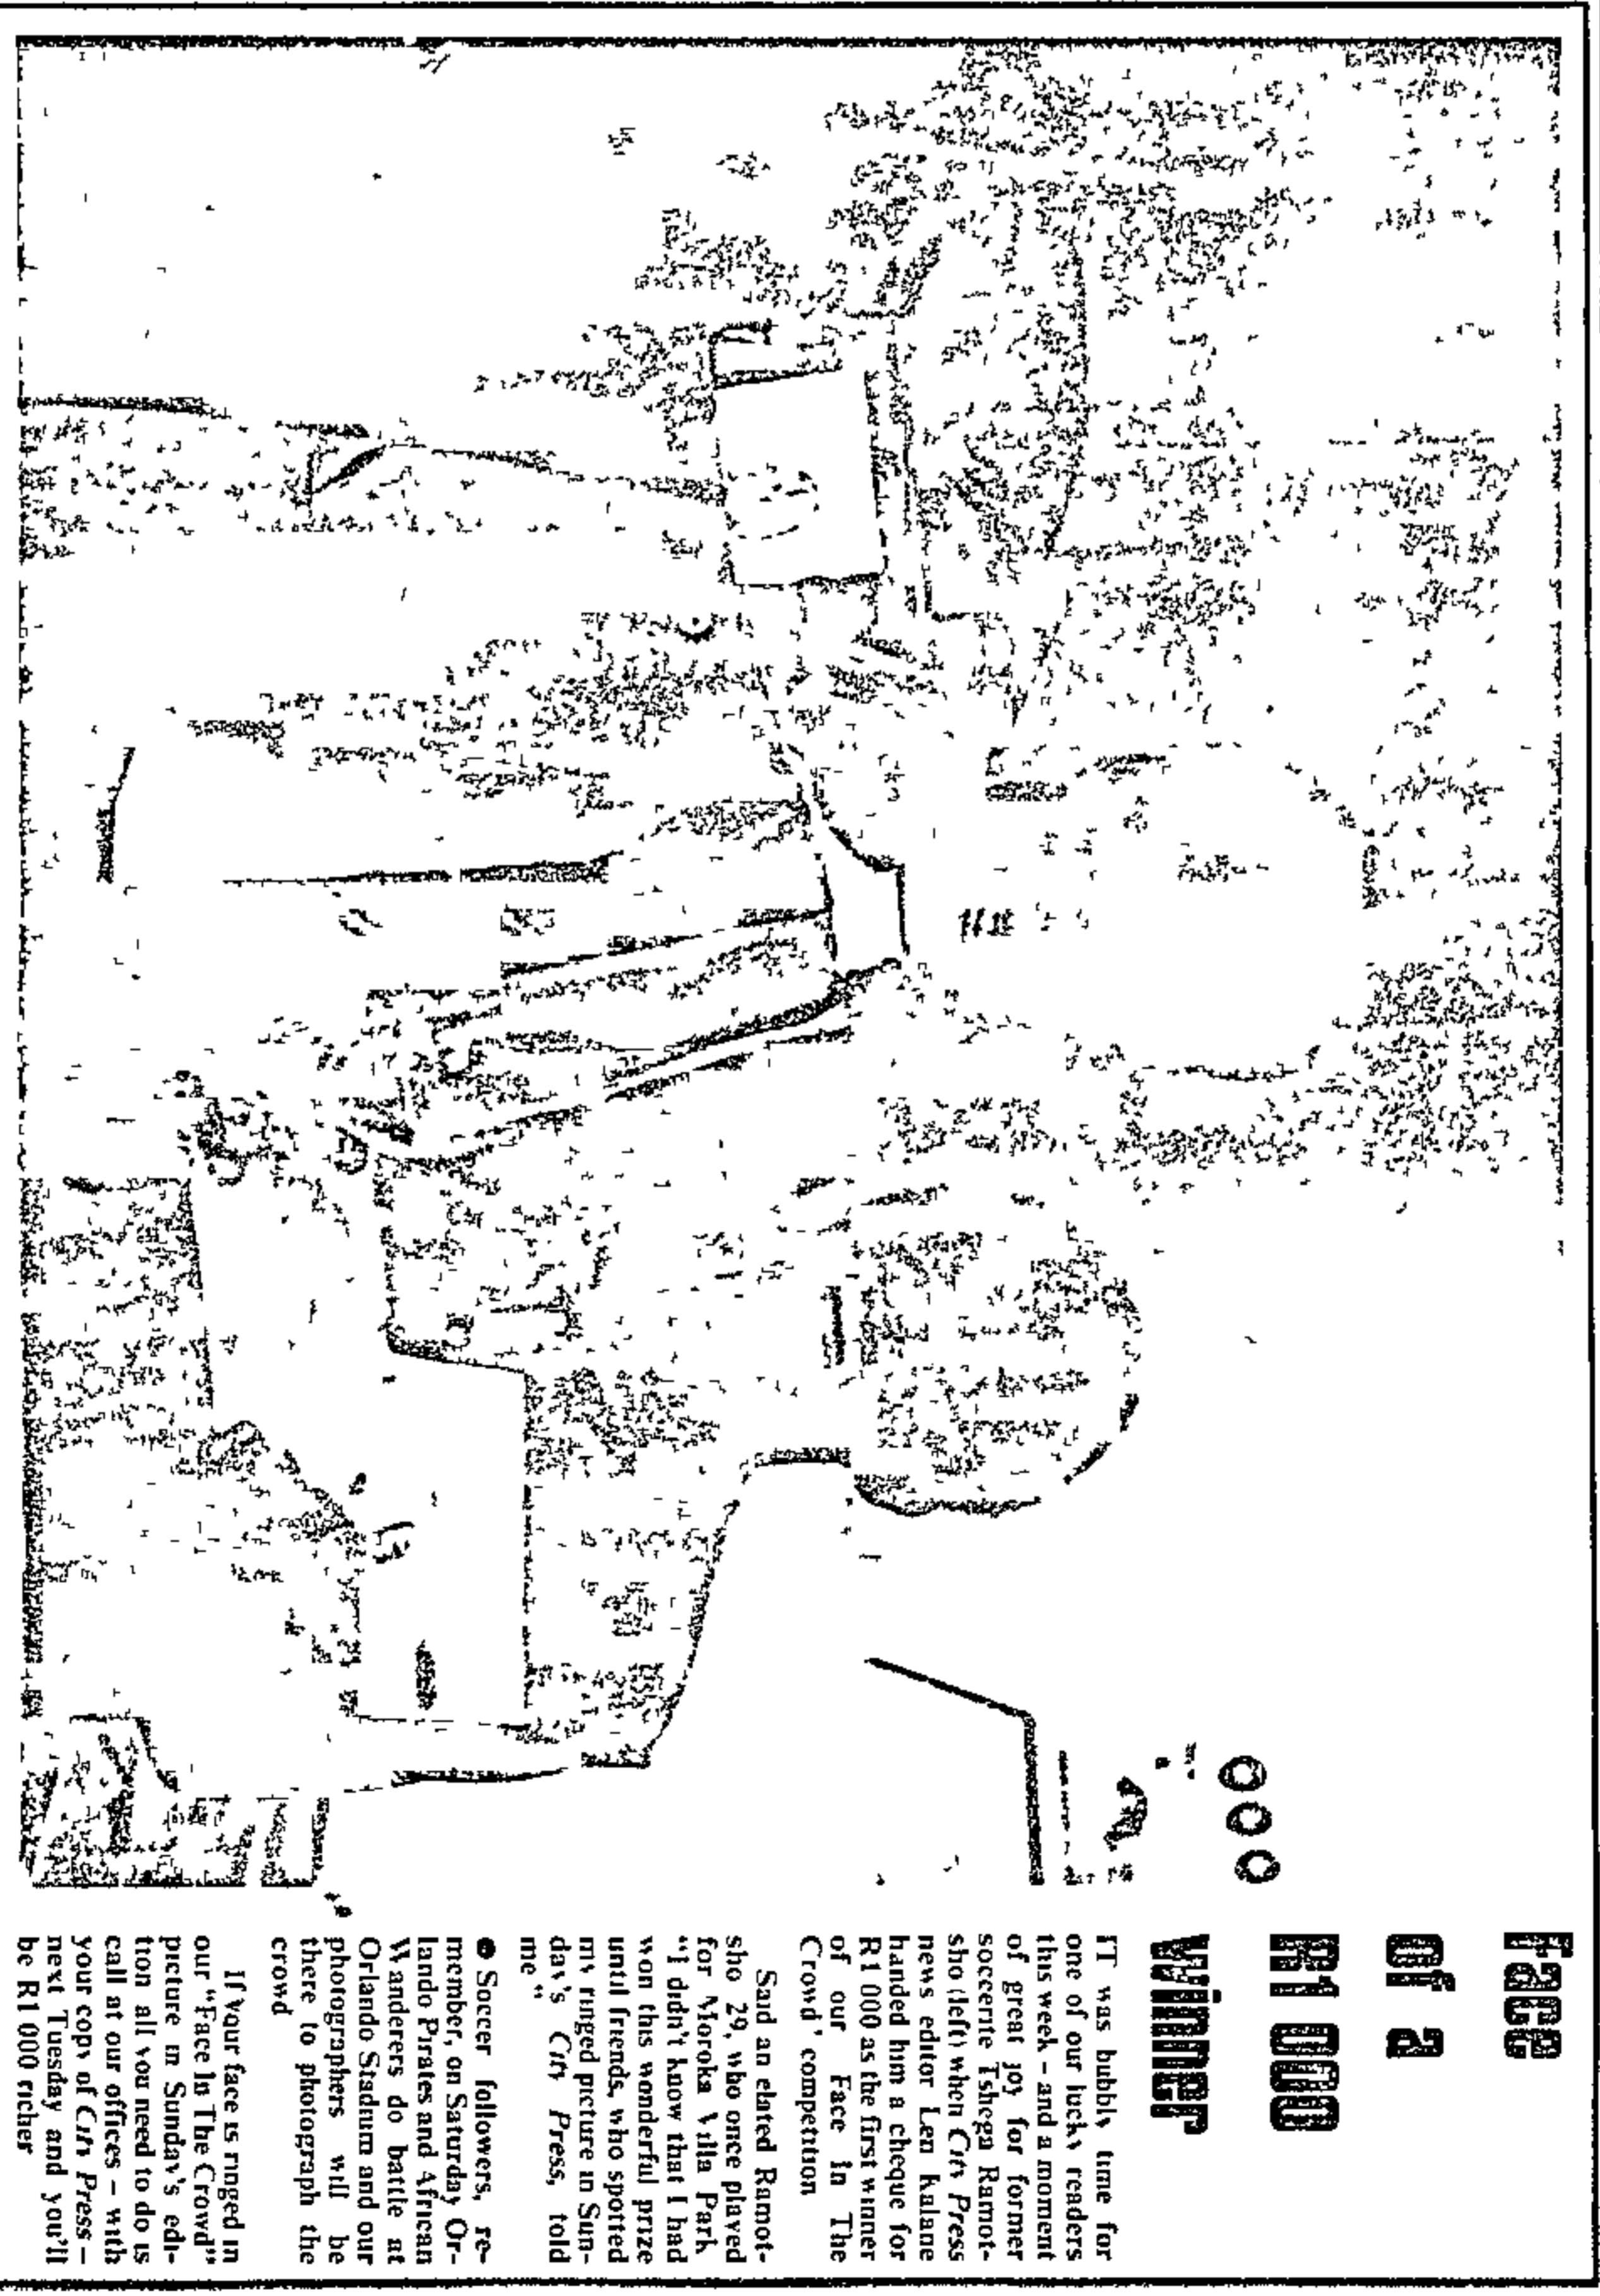 Face
of a
R1 000
winner
IT was bubbly time for
one of our lucky readers
this week – and a moment
of great joy for former
soccerite Tshega Ramot-
sho (left) when City Press
news editor Len Kalane
handed him a cheque for
R1 000 as the first winner
of our Face in The
Crowd' competition
Said an elated Ramot-
sho 29, who once played
for Moroka Villa Park
"I didn't know that I had
won this wonderful prize
until friends, who spotted
my ringed picture in Sun-
day's City Press, told
me"
● Soccer followers, re-
member, on Saturday Or-
lando Pirates and African
Wanderers do battle at
Orlando Stadium and our
photographers will be
there to photograph the
crowd
If your face is ringed in
our "Face In The Crowd"
picture in Sunday's edi-
tion all you need to do is
call at our offices – with
your copy of City Press –
next Tuesday and you'll
be R1 000 richer